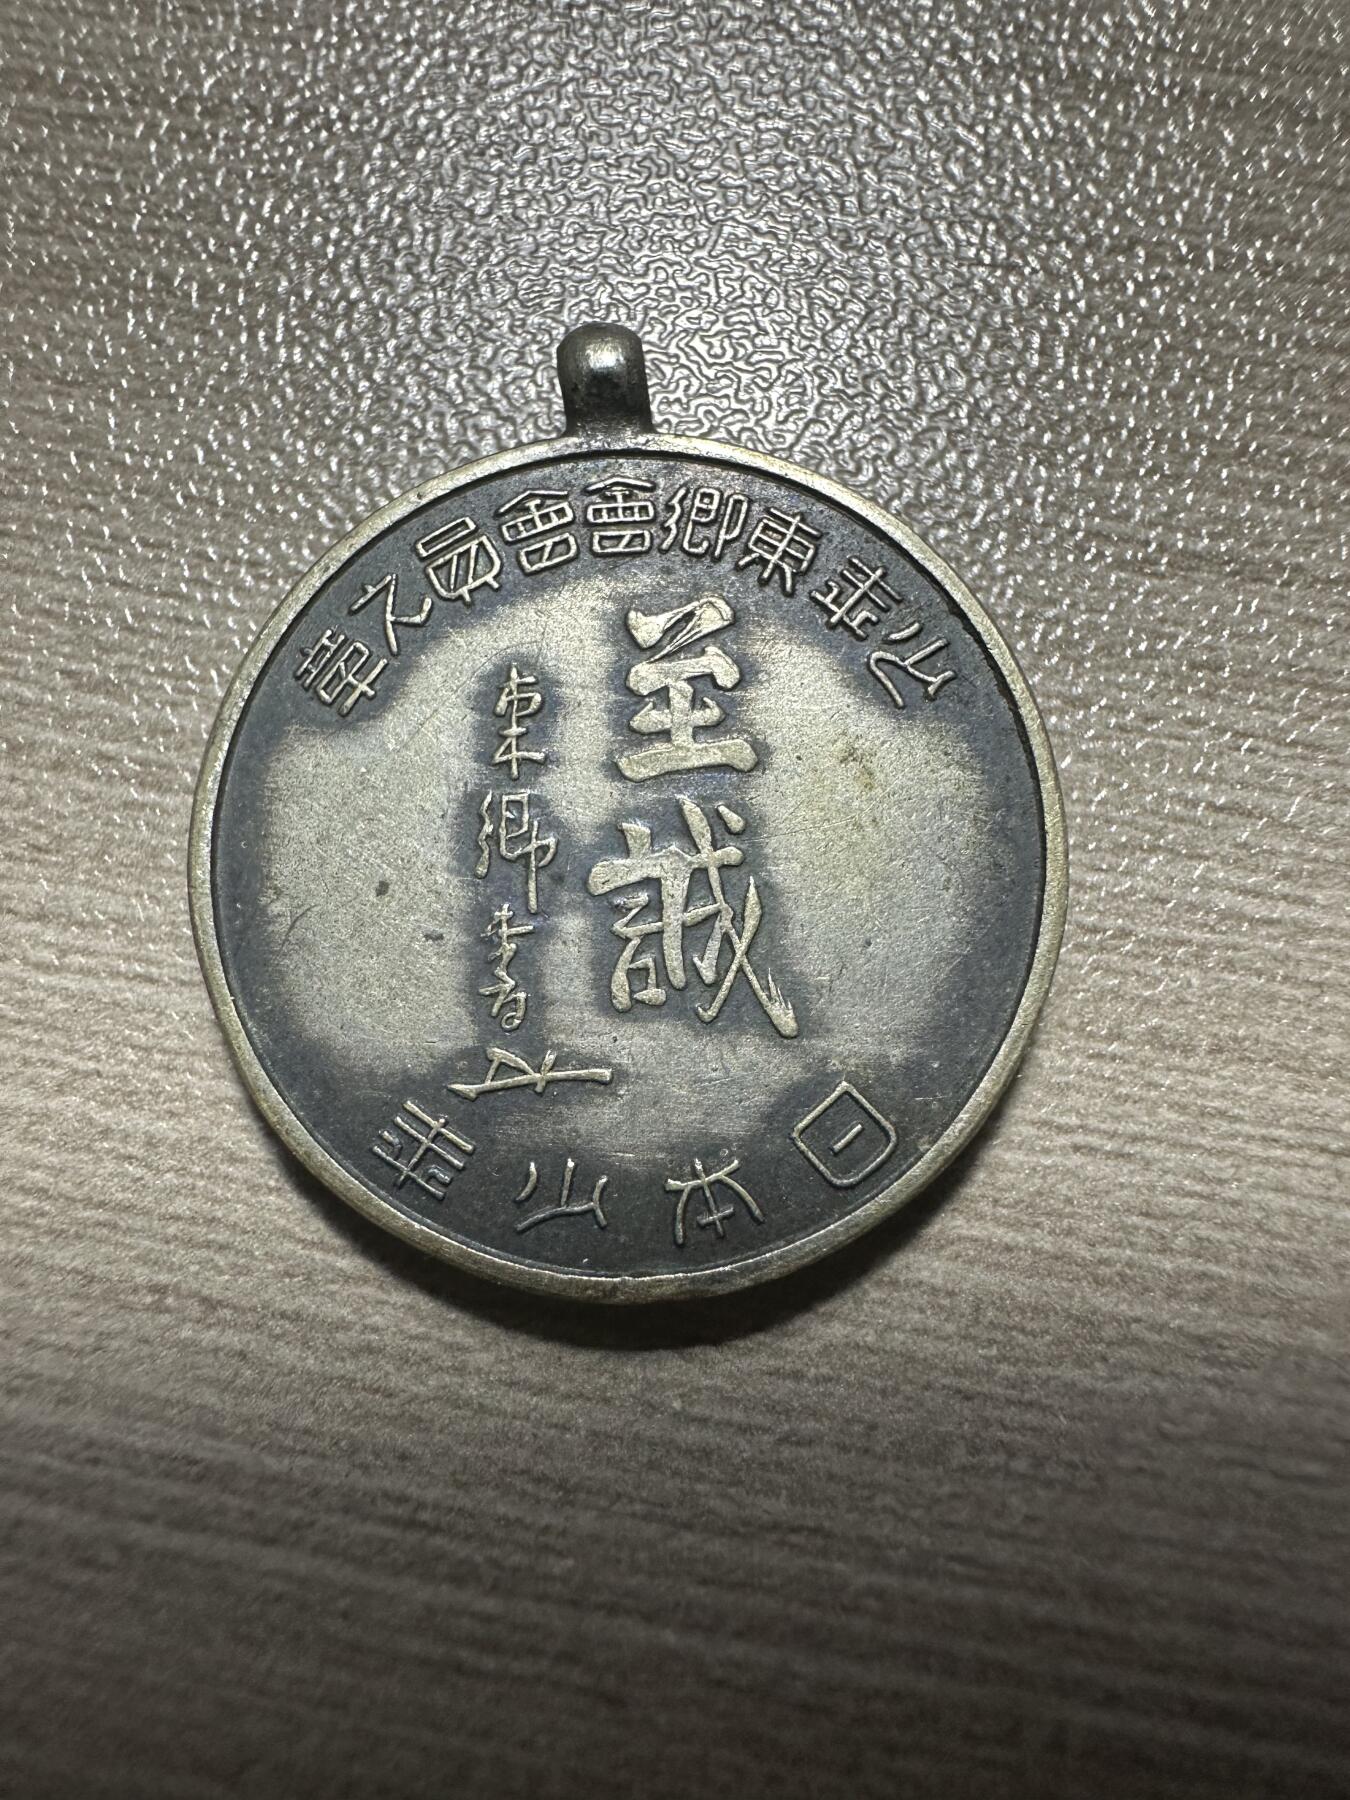 少年東郷會會員之章
至誠
東郷書
日本少年